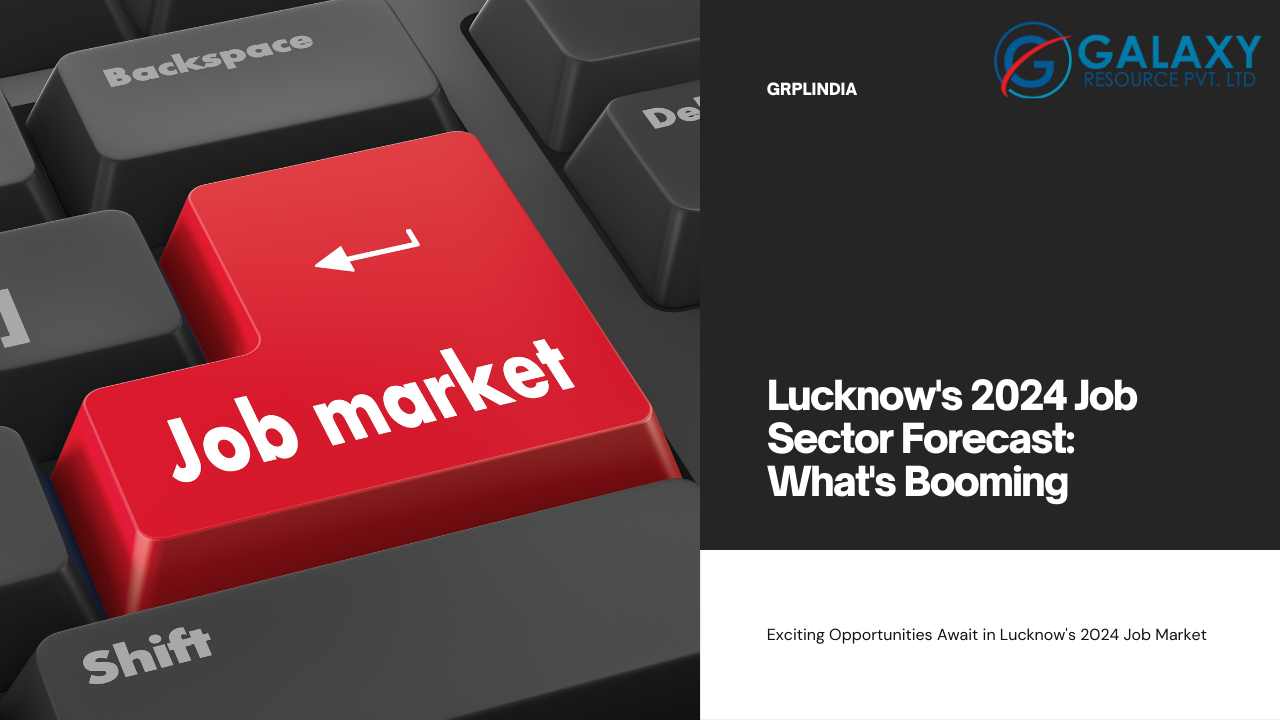 Backspace
De
]
Job market
Shift
GRPLINDIA
GALAXY
RESOURCE PVT. LTD
Lucknow's 2024 Job
Sector Forecast:
What's Booming
Exciting Opportunities Await in Lucknow's 2024 Job Market